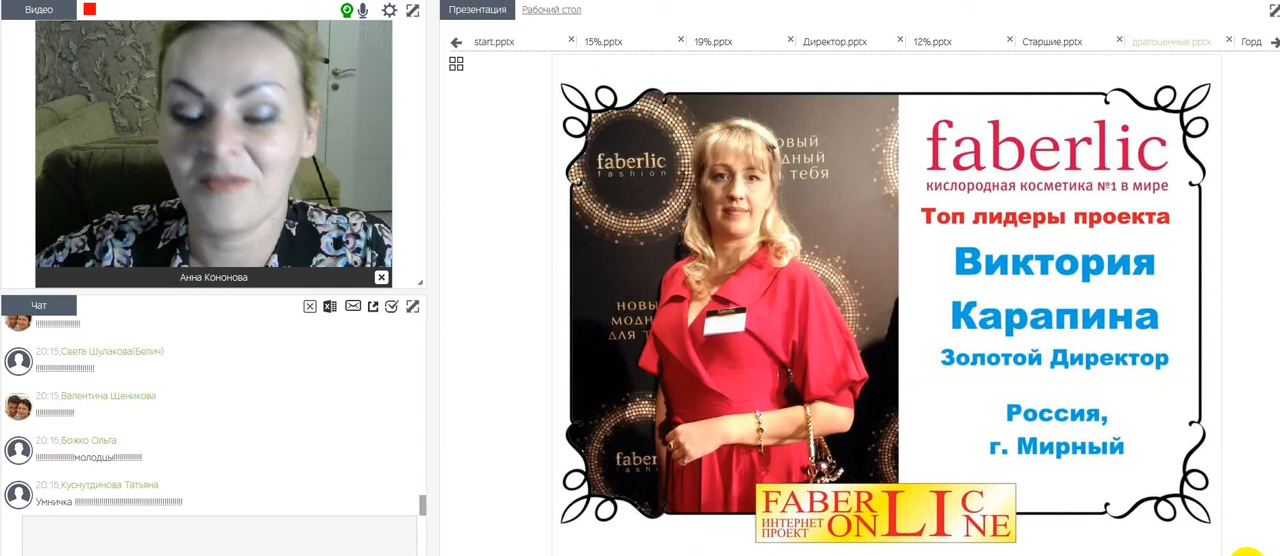 Видео
Анна Кононова
Чат
!!!!!!!!!!!!!!!!!!!!!!
20:15,Света Шулакова(Белич)
!!!!!!!!!!!!!!!!!!!!!!!!!!!!!
20:15,Валентина Щеникова
!!!!!!!!!!!!!!!!!!!
20:16,Божко Ольга
!!!!!!!!!!!!!!!!!!!!молодцы!!!!!!!!!!!!!!
20:16,Куснутдинова Татьяна
Умничка !!!!!!!!!!!!!!!!!!!!!!!!!!!!!!!!!!!!!!!!!!!!!!!!!!!!!
Презентация Рабочий стол
start.pptx 15%.pptx 19%.pptx Директор.pptx 12%.pptx Старшие.pptx драгоценные.pptx Горд
faberlic
fashion
faberlic
кислородная косметика №1 в мире
Топ лидеры проекта
Виктория
Карапина
Золотой Директор
Россия,
г. Мирный
FABERLIC
ИНТЕРНЕТ
ПРОЕКТ
ONLINE